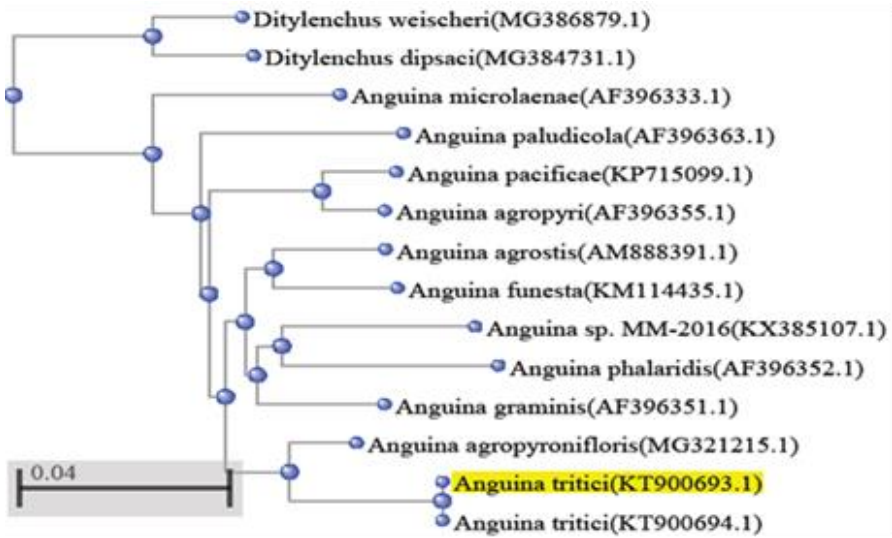 Ditylenchus weischeri(MG386879.1)
Ditylenchus dipsaci(MG384731.1)
Anguina microlaenae(AF396333.1)
Anguina paludicola(AF396363.1)
Anguina pacificae(KP715099.1)
Anguina agropyri(AF396355.1)
Anguina agrostis(AM888391.1)
Anguina funesta(KM114435.1)
Anguina sp. MM-2016(KX385107.1)
Anguina phalaridis(AF396352.1)
Anguina graminis(AF396351.1)
Anguina agropyronifloris(MG321215.1)
0.04
Anguina tritici(KT900693.1)
Anguina tritici(KT900694.1)